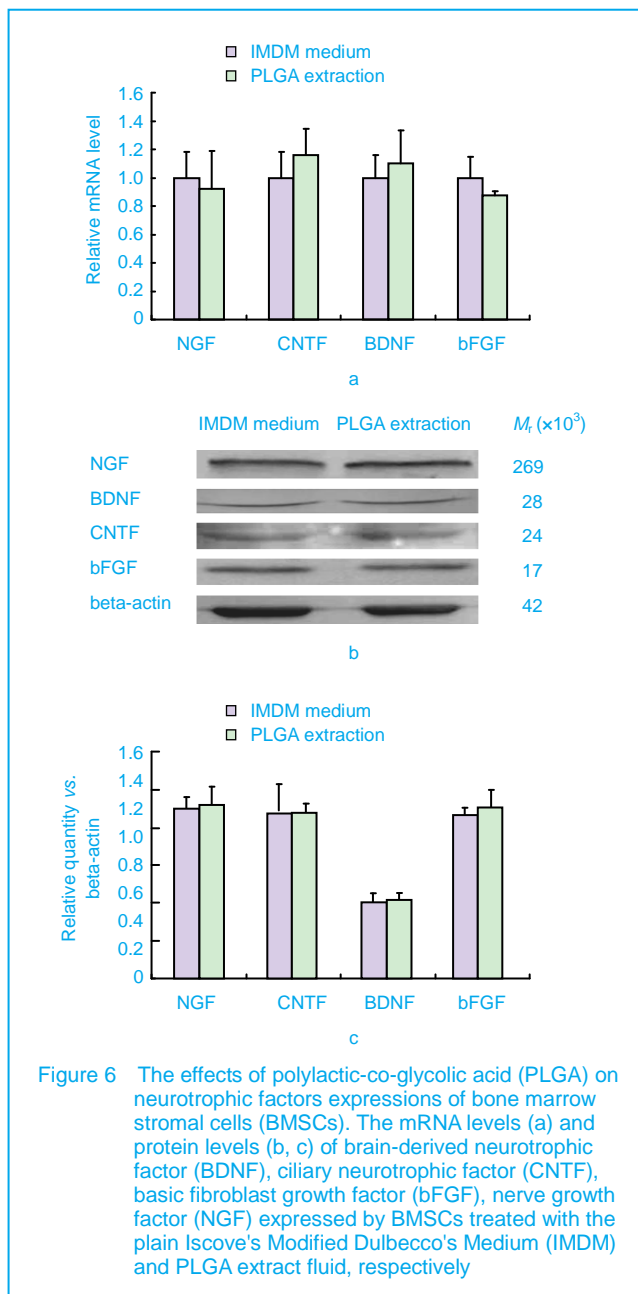 IMDM medium
PLGA extraction
Relative mRNA level
1.6
1.4
1.2
1.0
0.8
0.6
0.4
0.2
0
NGF CNTF BDNF bFGF
a
IMDM medium PLGA extraction Mr (×10³)
NGF 269
BDNF 28
CNTF 24
bFGF 17
beta-actin 42
b
IMDM medium
PLGA extraction
Relative quantity vs.
beta-actin
1.6
1.2
1.2
0.8
0.6
0.4
0.2
0
NGF CNTF BDNF bFGF
c
Figure 6 The effects of polylactic-co-glycolic acid (PLGA) on
neurotrophic factors expressions of bone marrow
stromal cells (BMSCs). The mRNA levels (a) and
protein levels (b, c) of brain-derived neurotrophic
factor (BDNF), ciliary neurotrophic factor (CNTF),
basic fibroblast growth factor (bFGF), nerve growth
factor (NGF) expressed by BMSCs treated with the
plain Iscove's Modified Dulbecco's Medium (IMDM)
and PLGA extract fluid, respectively